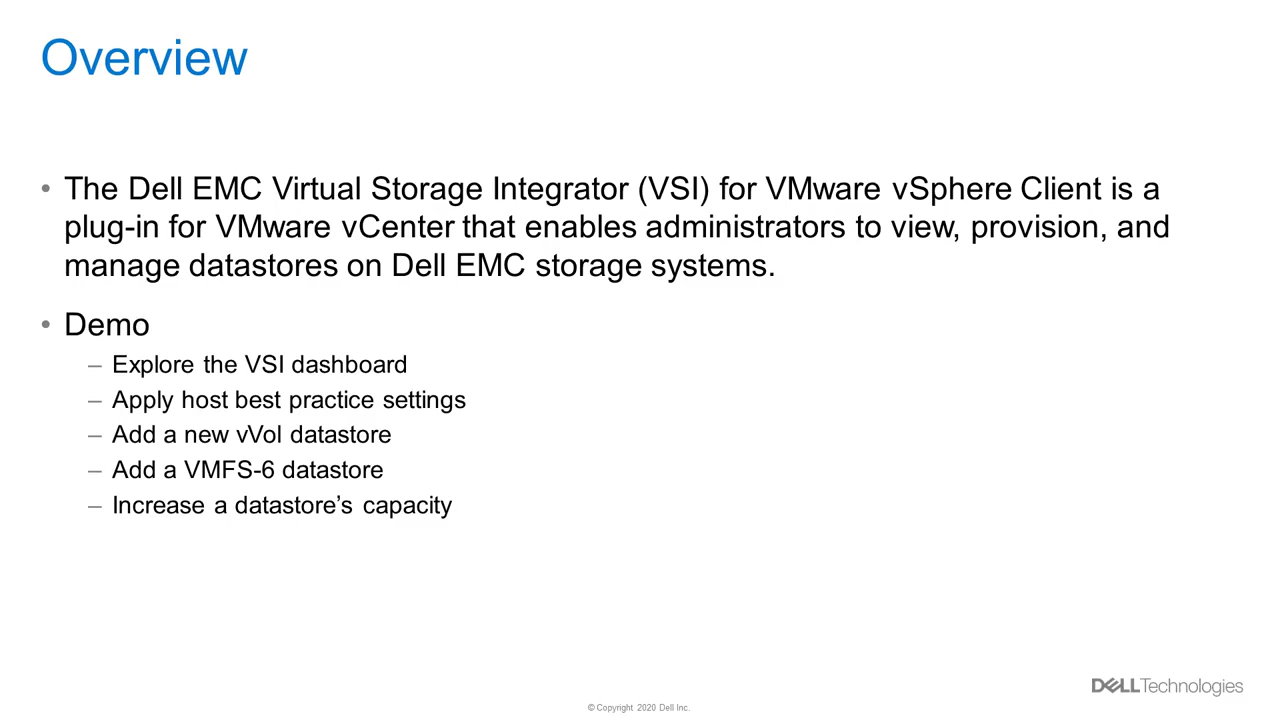 Overview
• The Dell EMC Virtual Storage Integrator (VSI) for VMware vSphere Client is a
plug-in for VMware vCenter that enables administrators to view, provision, and
manage datastores on Dell EMC storage systems.
• Demo
– Explore the VSI dashboard
– Apply host best practice settings
– Add a new vVol datastore
– Add a VMFS-6 datastore
– Increase a datastore’s capacity
DELLTechnologies
© Copyright 2020 Dell Inc.